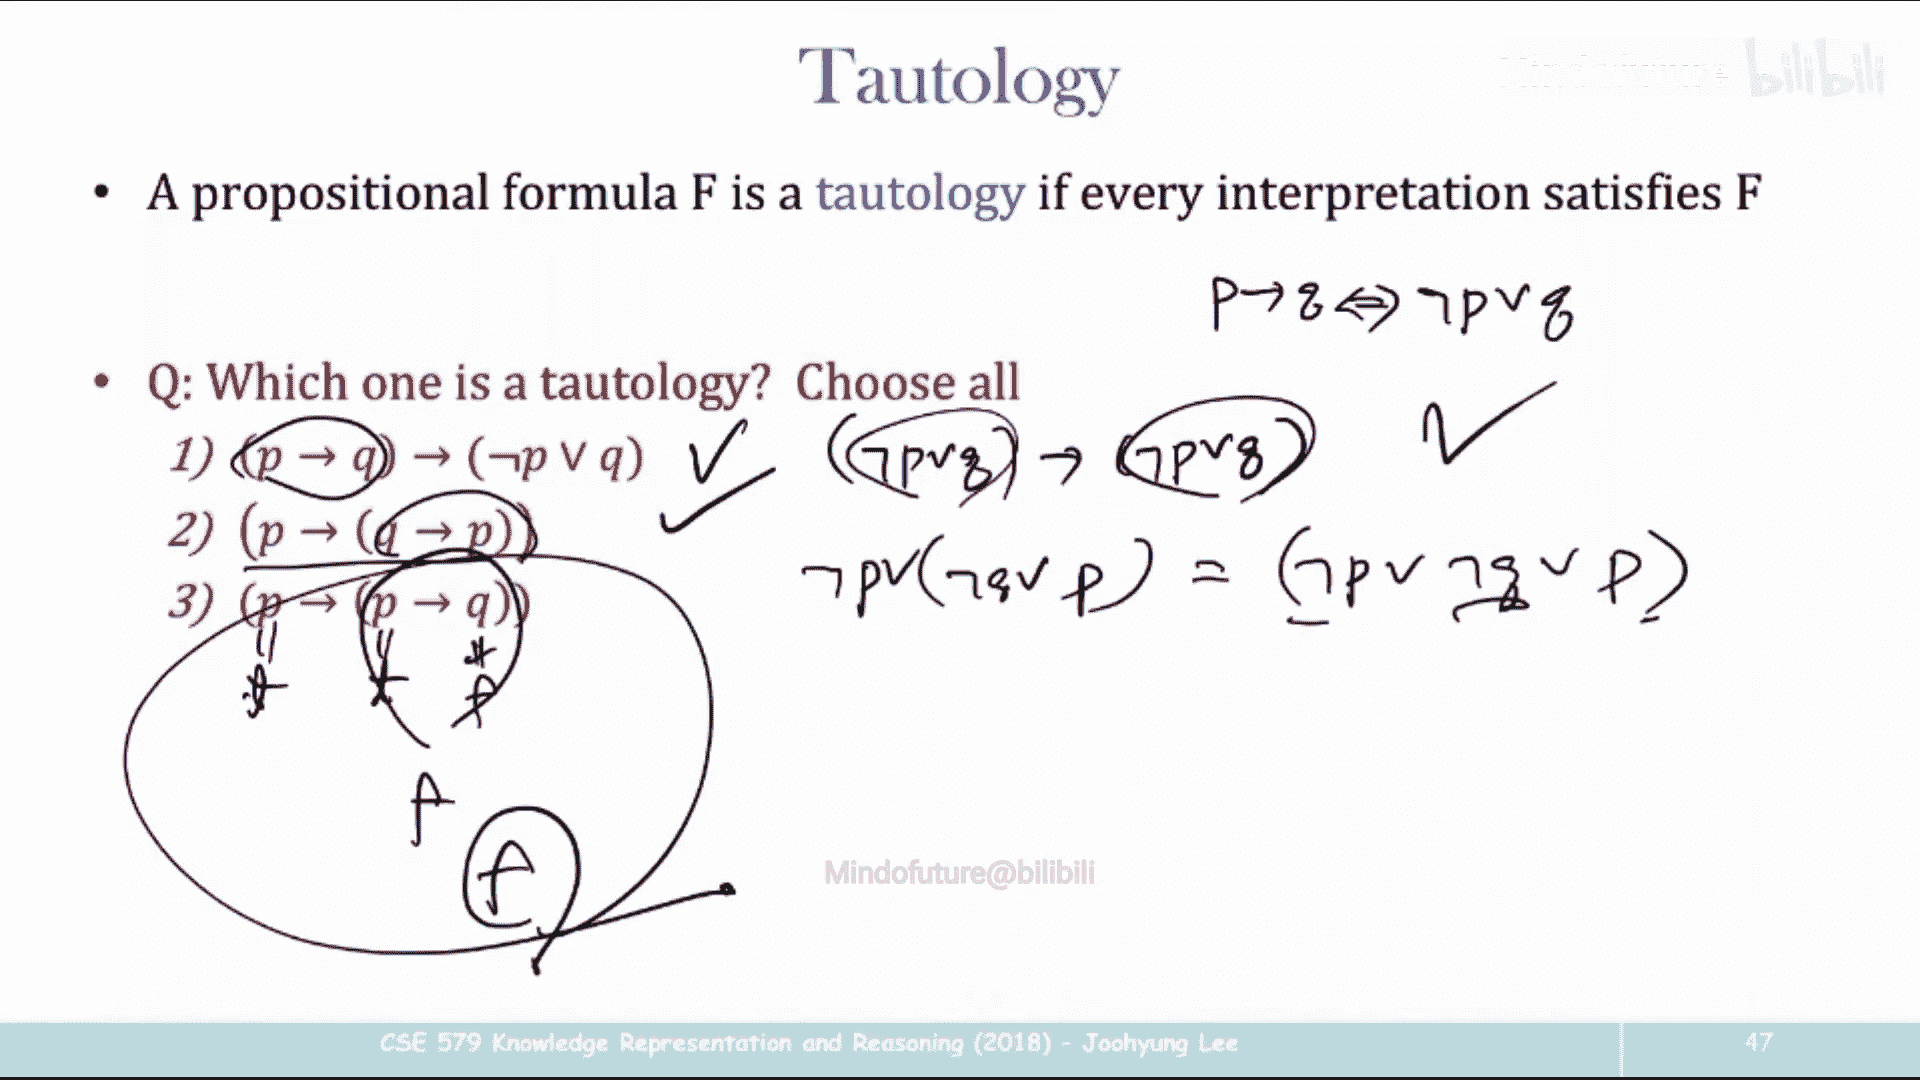 Tautology
bilibili
• A propositional formula F is a tautology if every interpretation satisfies F
p→q⇔¬p∨q
• Q: Which one is a tautology? Choose all
1) (p → q) → (¬p ∨ q) ✓ (¬p∨q) → (¬p∨q) ✓
2) (p → (q → p)) ✓
¬p∨(¬q∨p) = (¬p∨¬q∨p)
3) (p → (p → q))
t t f
f
f
Mindofuture@bilibili
CSE 579 Knowledge Representation and Reasoning (2018) - Joohyung Lee 47